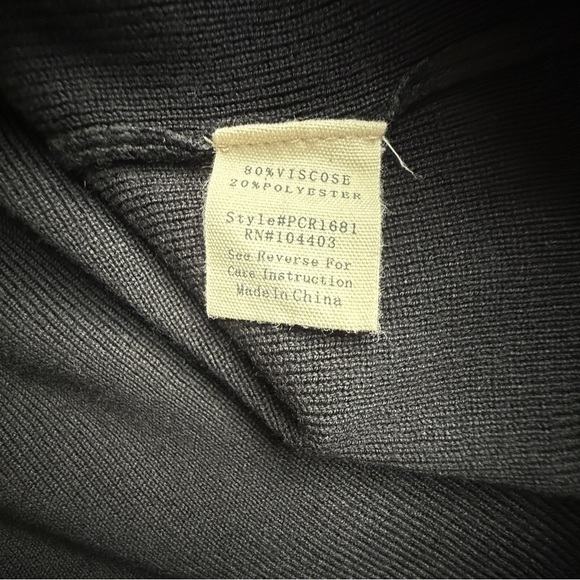 80%VISCOSE
20%POLYESTER
Style#PCR1681
RN#104403
See Reverse For
Care Instruction
Made In China